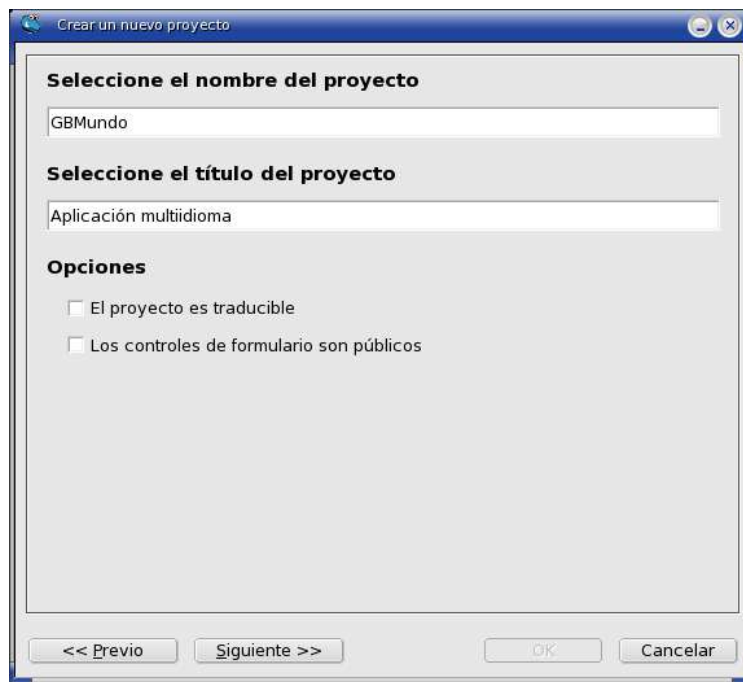 Crear un nuevo proyecto
Seleccione el nombre del proyecto
GBMundo
Seleccione el título del proyecto
Aplicación multiidioma
Opciones
El proyecto es traducible
Los controles de formulario son públicos
<< Previo
Siguiente >>
OK
Cancelar